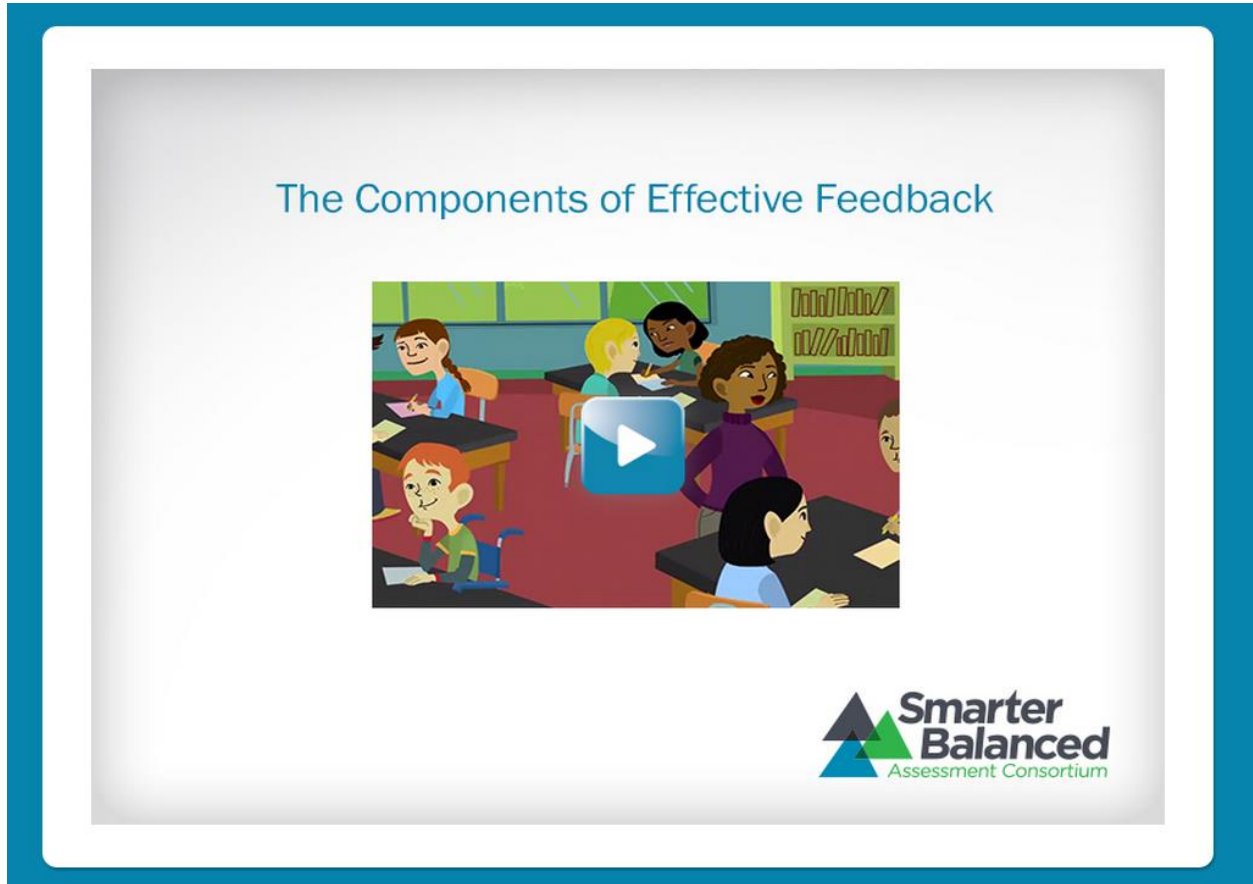 The Components of Effective Feedback
Smarter
Balanced
Assessment Consortium